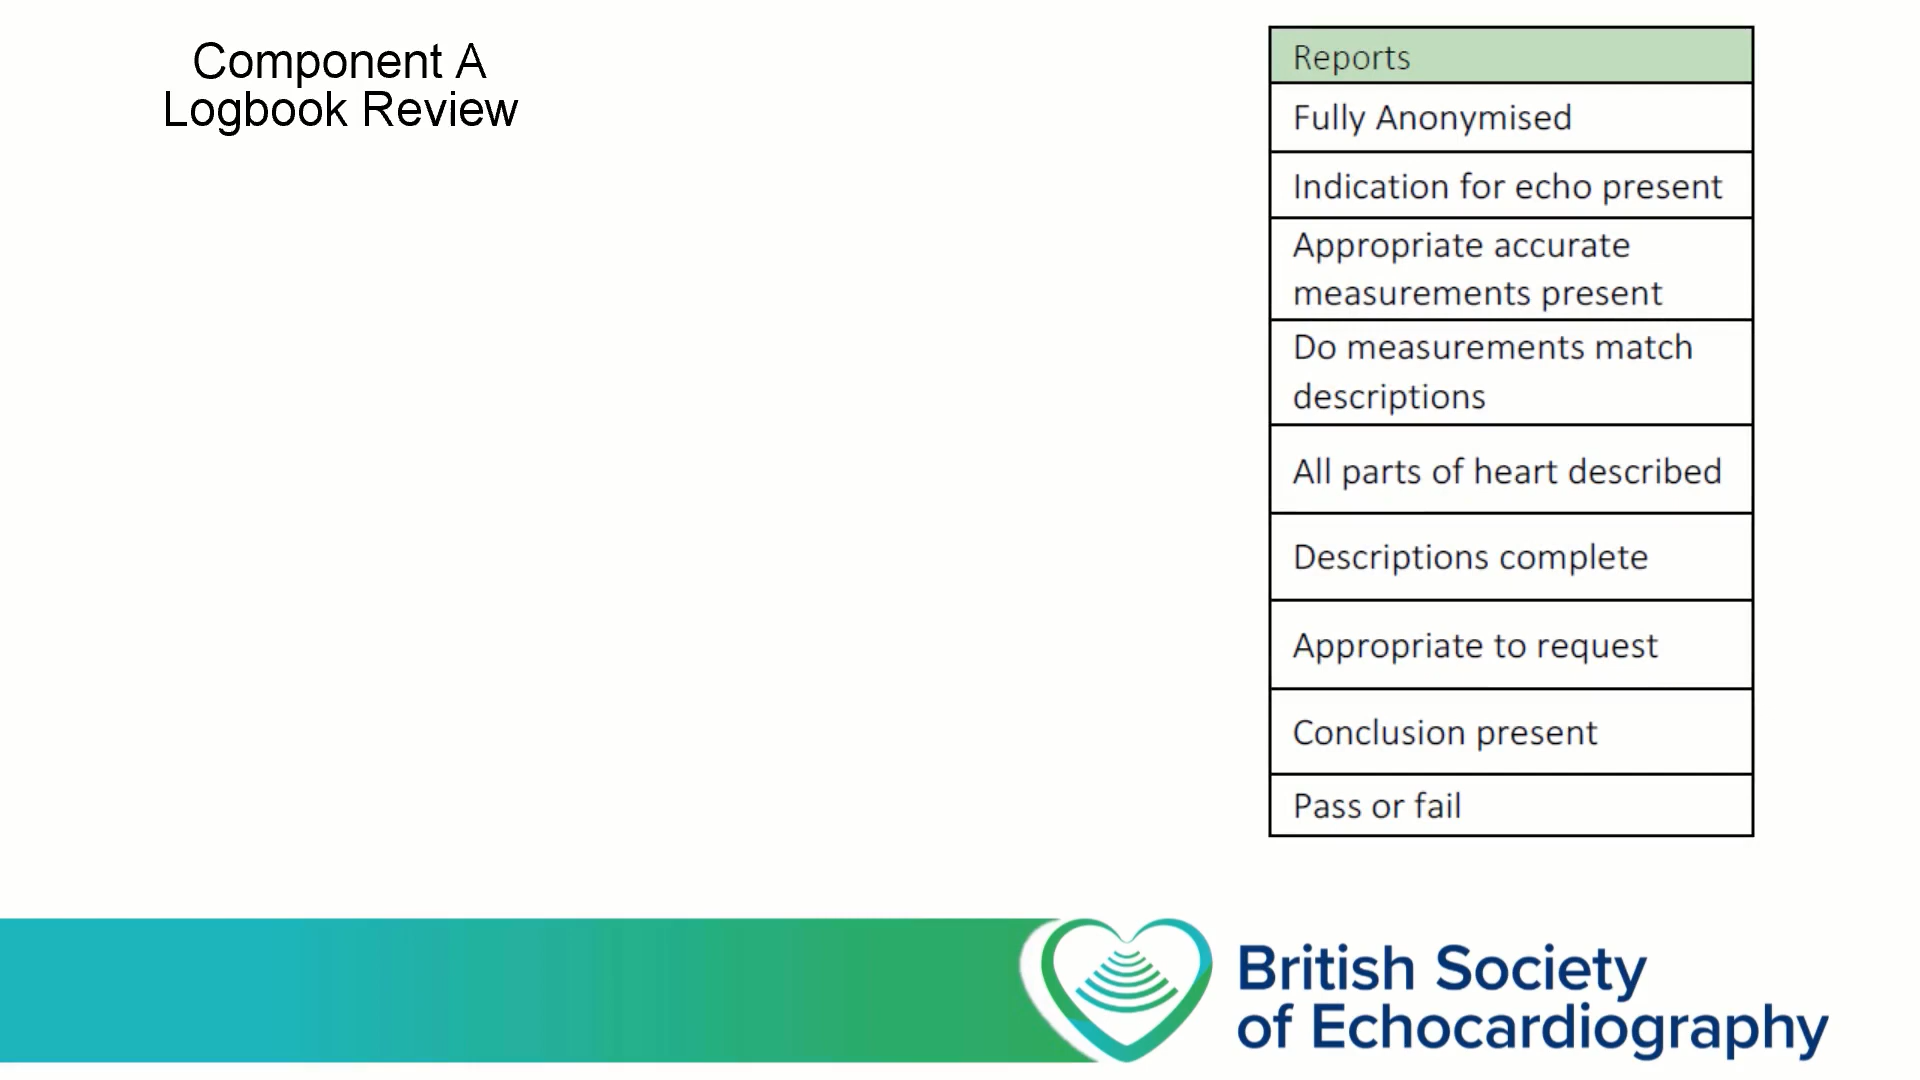 Component A
Logbook Review
Reports
Fully Anonymised
Indication for echo present
Appropriate accurate
measurements present
Do measurements match
descriptions
All parts of heart described
Descriptions complete
Appropriate to request
Conclusion present
Pass or fail
British Society
of Echocardiography